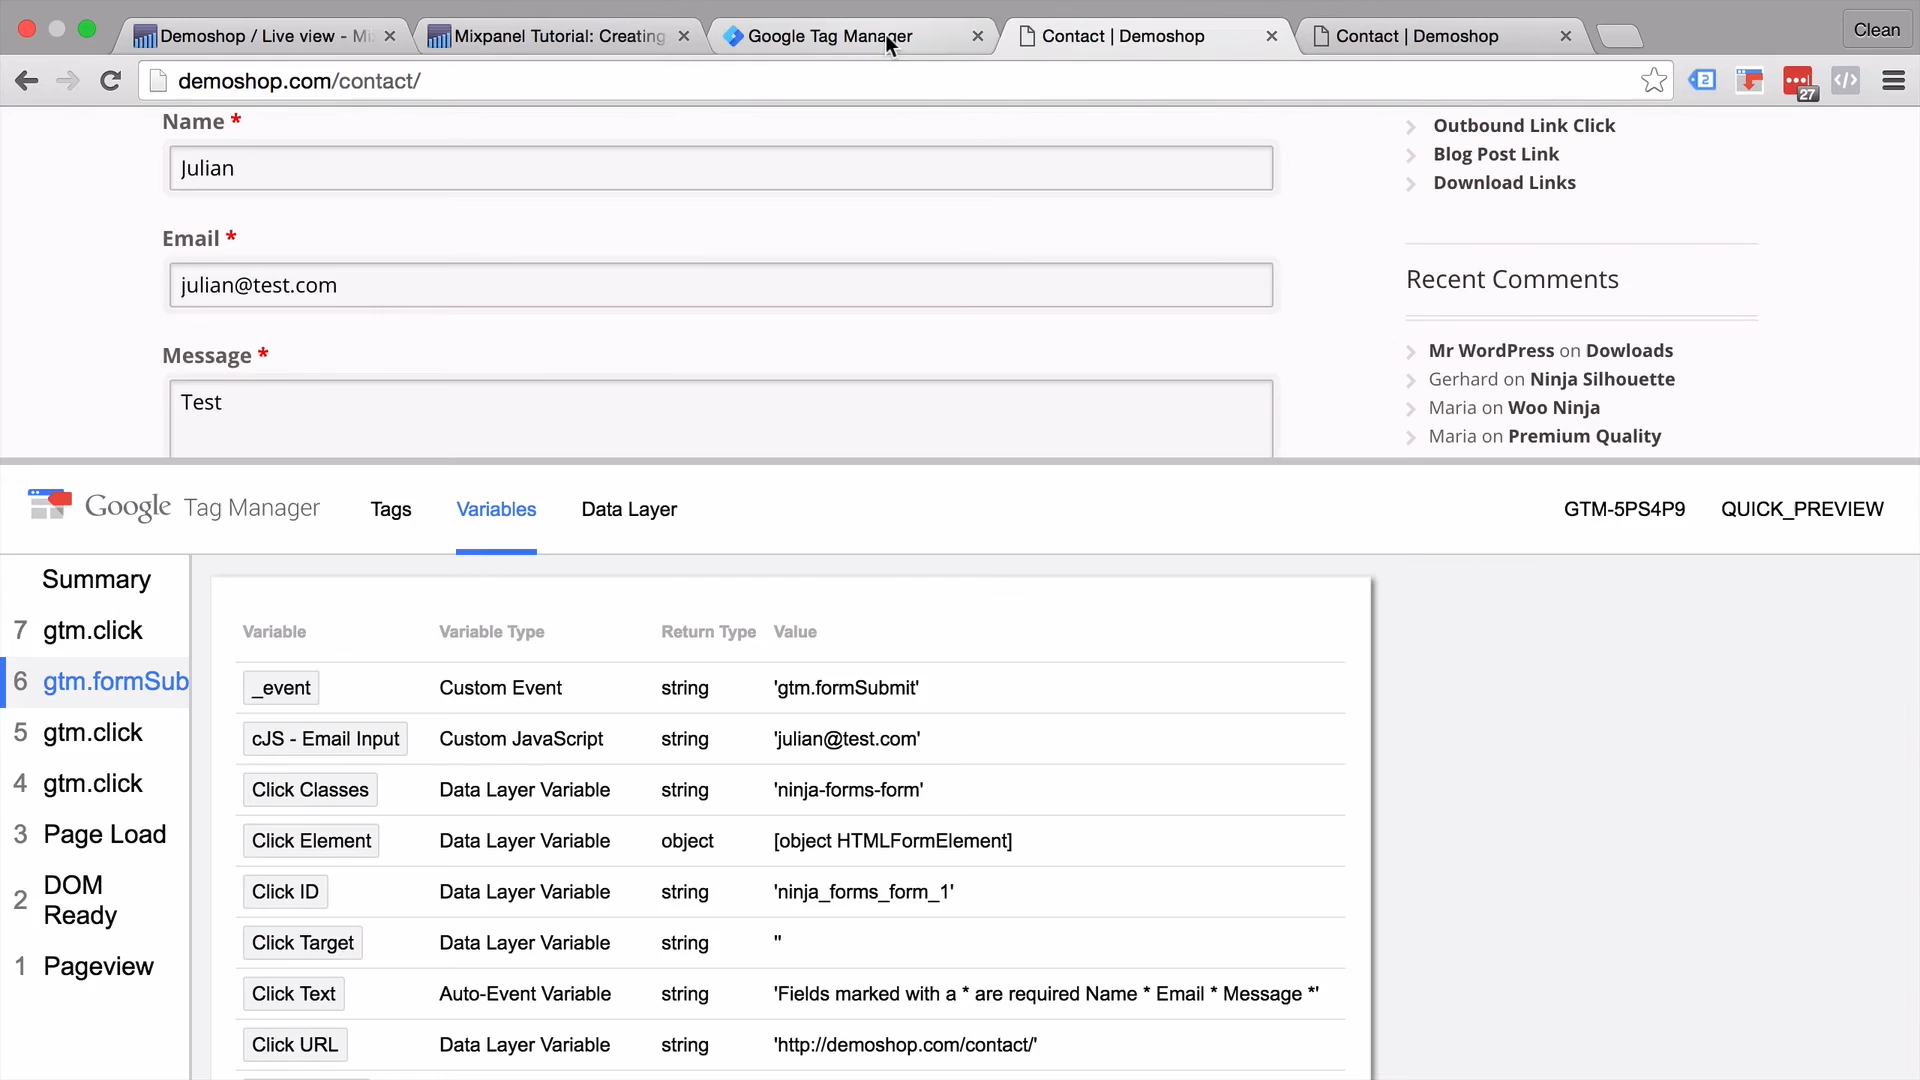 Demoshop / Live view - Mi
Mixpanel Tutorial: Creating
Google Tag Manager
Contact | Demoshop
Contact | Demoshop
Clean
demoshop.com/contact/
2
27
Name *
Julian
Email *
julian@test.com
Message *
Test
Outbound Link Click
Blog Post Link
Download Links
Recent Comments
Mr WordPress on Dowloads
Gerhard on Ninja Silhouette
Maria on Woo Ninja
Maria on Premium Quality
Google Tag Manager
Tags
Variables
Data Layer
GTM-5PS4P9
QUICK_PREVIEW
Summary
7 gtm.click
6 gtm.formSub
5 gtm.click
4 gtm.click
3 Page Load
2 DOM
Ready
1 Pageview
Variable Variable Type Return Type Value
_event Custom Event string 'gtm.formSubmit'
cJS - Email Input Custom JavaScript string 'julian@test.com'
Click Classes Data Layer Variable string 'ninja-forms-form'
Click Element Data Layer Variable object [object HTMLFormElement]
Click ID Data Layer Variable string 'ninja_forms_form_1'
Click Target Data Layer Variable string ''
Click Text Auto-Event Variable string 'Fields marked with a * are required Name * Email * Message *'
Click URL Data Layer Variable string 'http://demoshop.com/contact/'